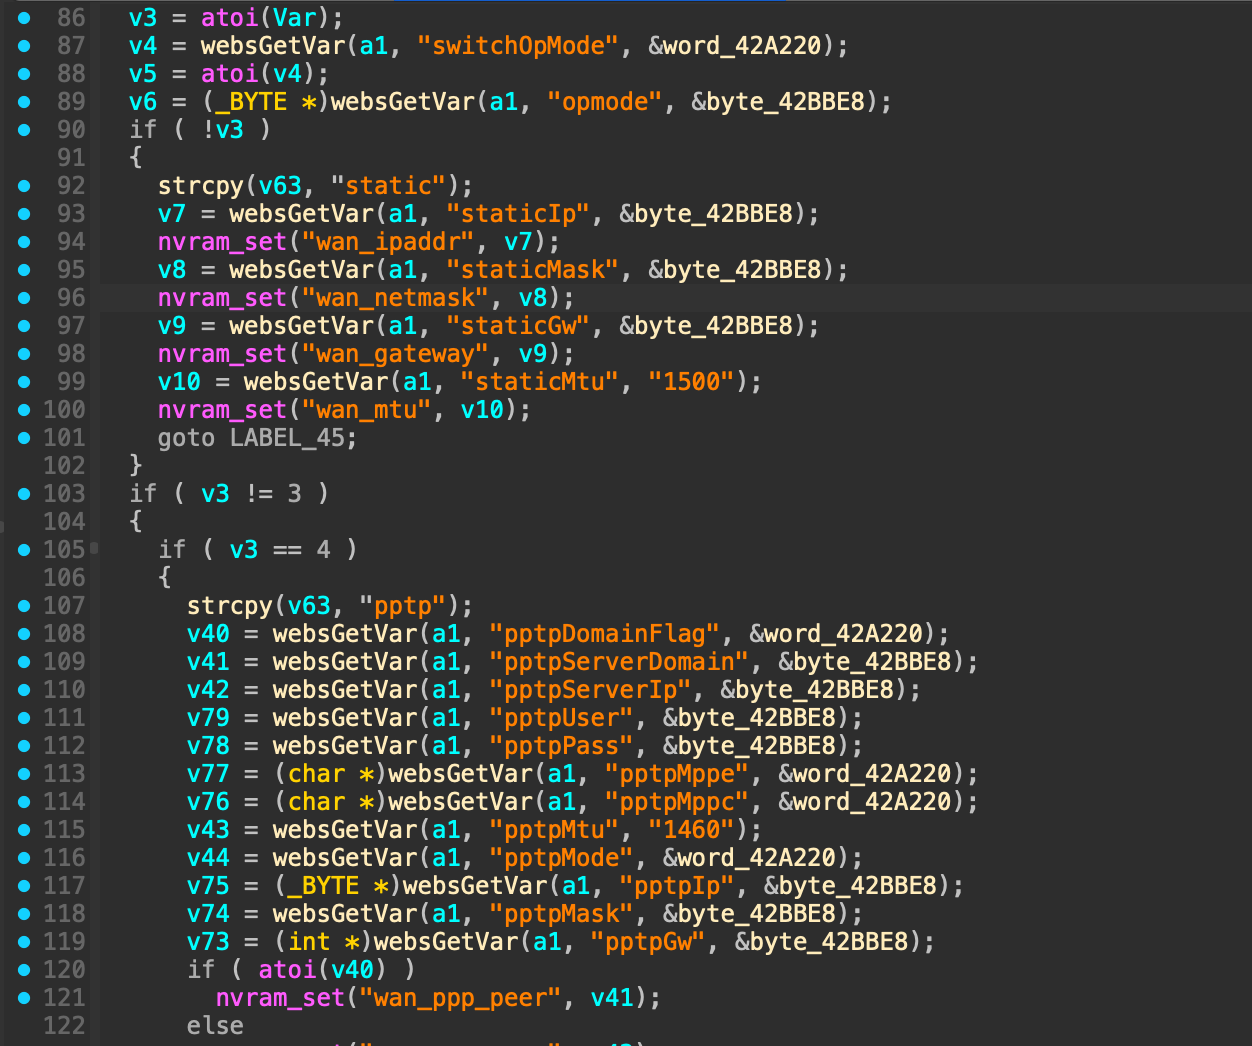 86 v3 = atoi(Var);
87 v4 = websGetVar(a1, "switchOpMode", &word_42A220);
88 v5 = atoi(v4);
89 v6 = (_BYTE *)websGetVar(a1, "opmode", &byte_42BBE8);
90 if ( !v3 )
91 {
92 strcpy(v63, "static");
93 v7 = websGetVar(a1, "staticIp", &byte_42BBE8);
94 nvram_set("wan_ipaddr", v7);
95 v8 = websGetVar(a1, "staticMask", &byte_42BBE8);
96 nvram_set("wan_netmask", v8);
97 v9 = websGetVar(a1, "staticGw", &byte_42BBE8);
98 nvram_set("wan_gateway", v9);
99 v10 = websGetVar(a1, "staticMtu", "1500");
100 nvram_set("wan_mtu", v10);
101 goto LABEL_45;
102 }
103 if ( v3 != 3 )
104 {
105 if ( v3 == 4 )
106 {
107 strcpy(v63, "pptp");
108 v40 = websGetVar(a1, "pptpDomainFlag", &word_42A220);
109 v41 = websGetVar(a1, "pptpServerDomain", &byte_42BBE8);
110 v42 = websGetVar(a1, "pptpServerIp", &byte_42BBE8);
111 v79 = websGetVar(a1, "pptpUser", &byte_42BBE8);
112 v78 = websGetVar(a1, "pptpPass", &byte_42BBE8);
113 v77 = (char *)websGetVar(a1, "pptpMppe", &word_42A220);
114 v76 = (char *)websGetVar(a1, "pptpMppc", &word_42A220);
115 v43 = websGetVar(a1, "pptpMtu", "1460");
116 v44 = websGetVar(a1, "pptpMode", &word_42A220);
117 v75 = (_BYTE *)websGetVar(a1, "pptpIp", &byte_42BBE8);
118 v74 = websGetVar(a1, "pptpMask", &byte_42BBE8);
119 v73 = (int *)websGetVar(a1, "pptpGw", &byte_42BBE8);
120 if ( atoi(v40) )
121 nvram_set("wan_ppp_peer", v41);
122 else